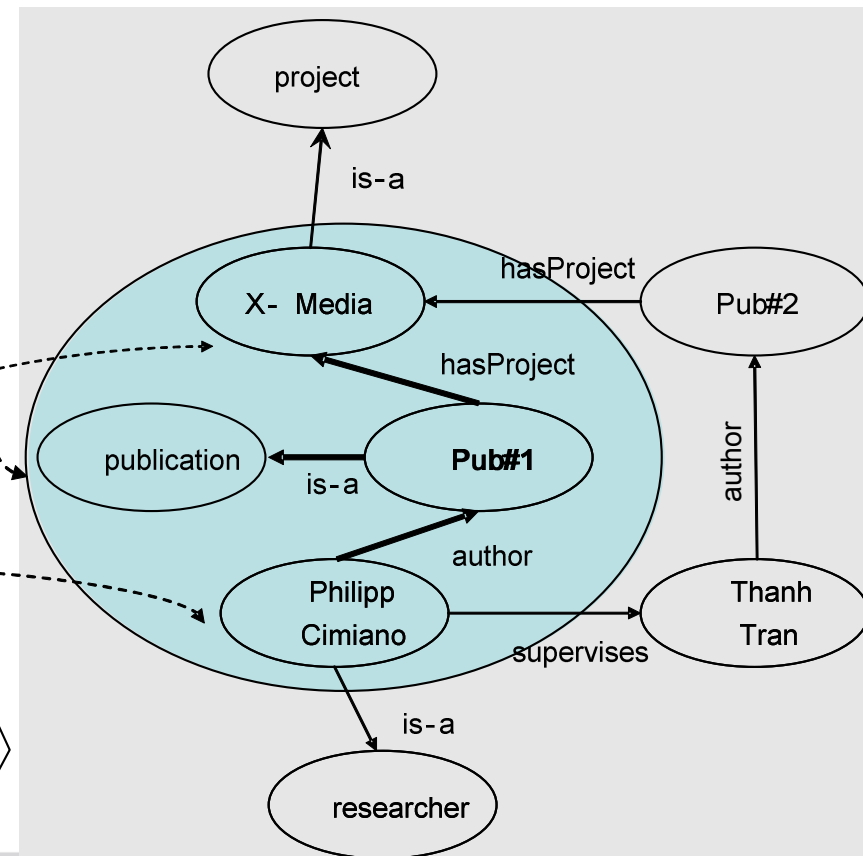 project
is-a
hasProject
X- Media
Pub#2
hasProject
publication
Pub#1
is-a
author
author
Philipp
Cimiano
Thanh
Tran
supervises
is-a
researcher